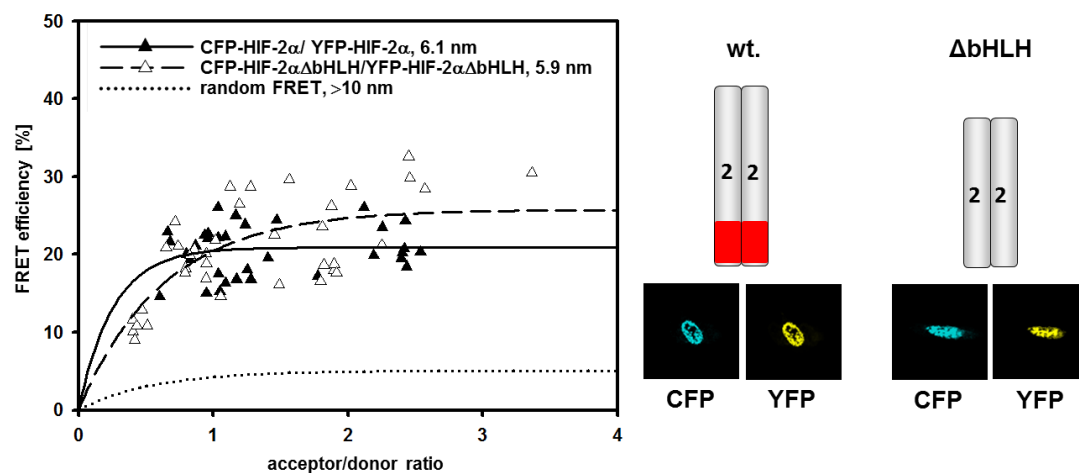 50
40
30
20
10
0
FRET efficiency [%]
CFP-HIF-2α/ YFP-HIF-2α, 6.1 nm
CFP-HIF-2αΔbHLH/YFP-HIF-2αΔbHLH, 5.9 nm
random FRET, >10 nm
0 1 2 3 4
acceptor/donor ratio
wt. ΔbHLH
2 2 2 2
CFP YFP CFP YFP